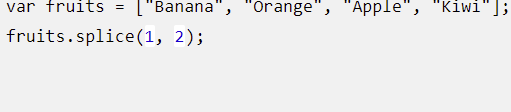 var fruits = ["Banana", "Orange", "Apple", "Kiwi"];
fruits.splice(1, 2);